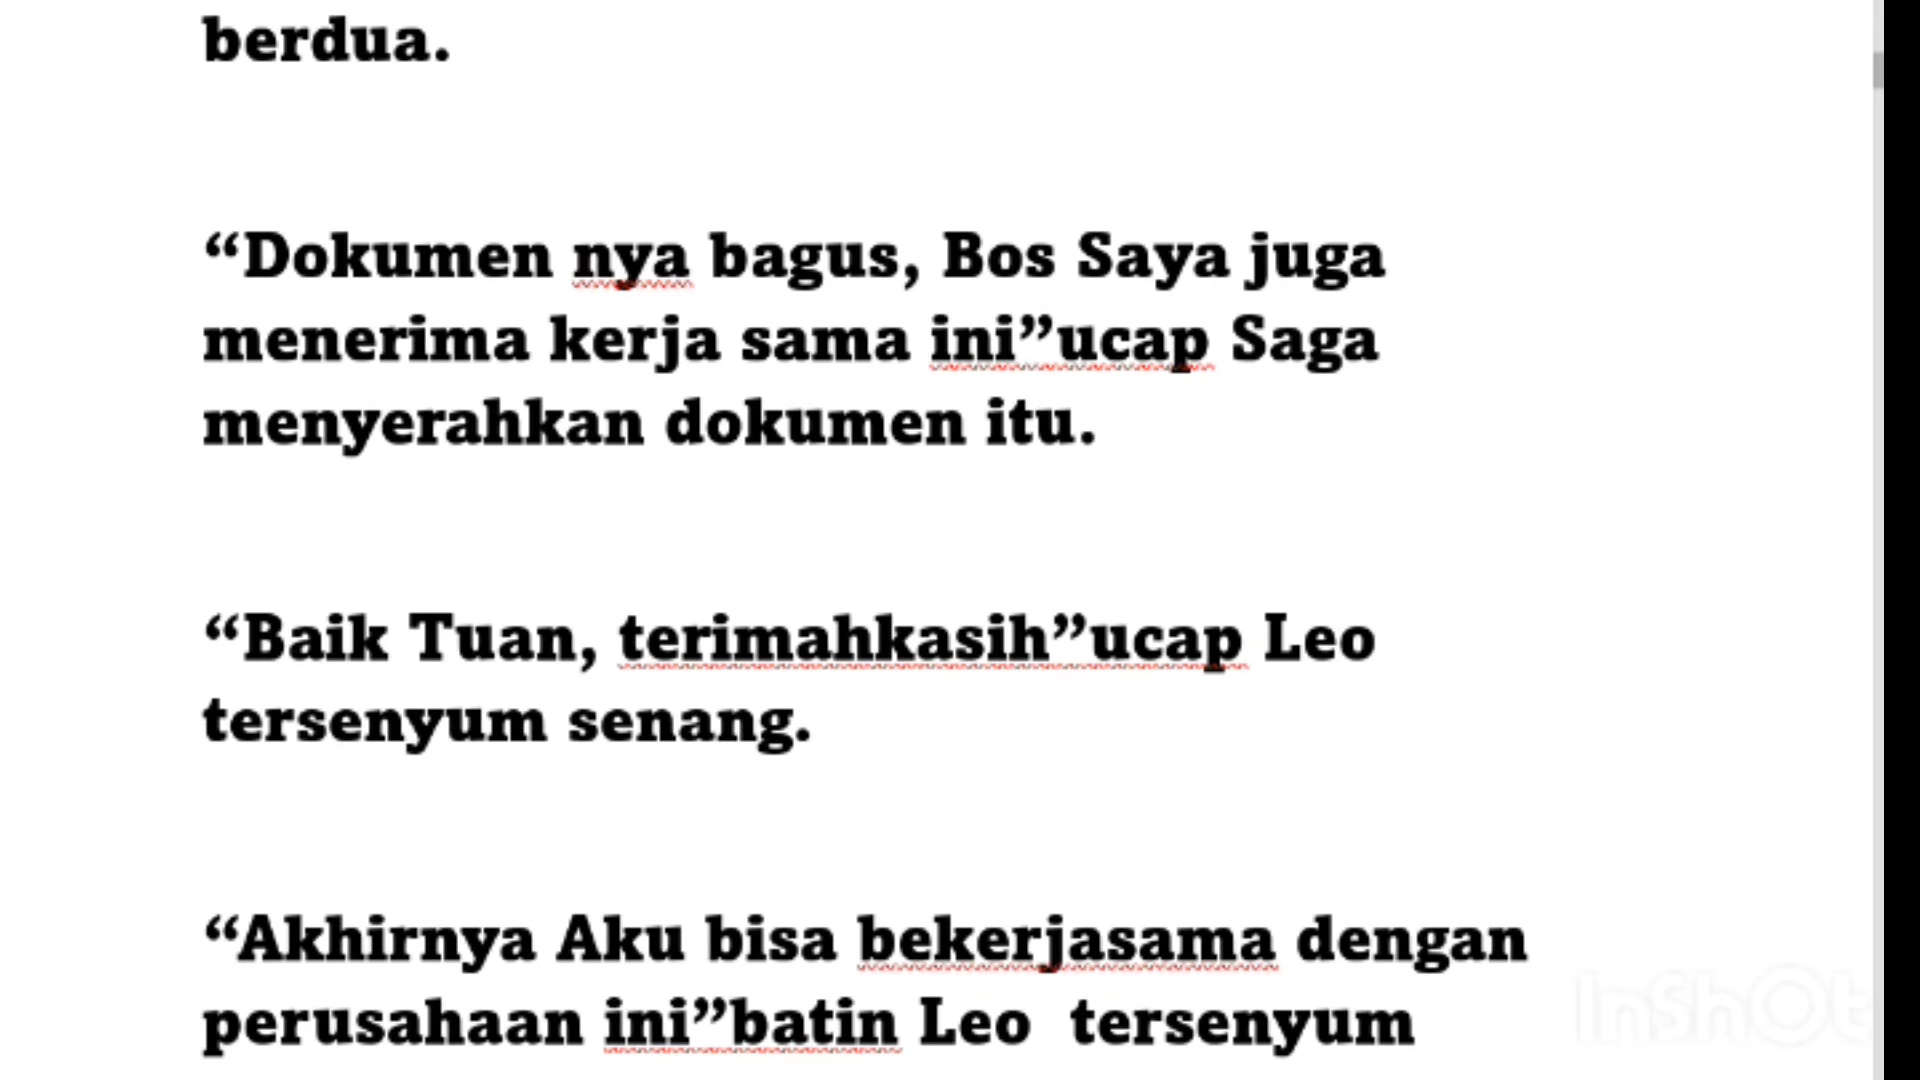 berdua.
“Dokumen nya bagus, Bos Saya juga
menerima kerja sama ini”ucap Saga
menyerahkan dokumen itu.
“Baik Tuan, terimahkasih”ucap Leo
tersenyum senang.
“Akhirnya Aku bisa bekerjasama dengan
perusahaan ini”batin Leo  tersenyum
InShOt